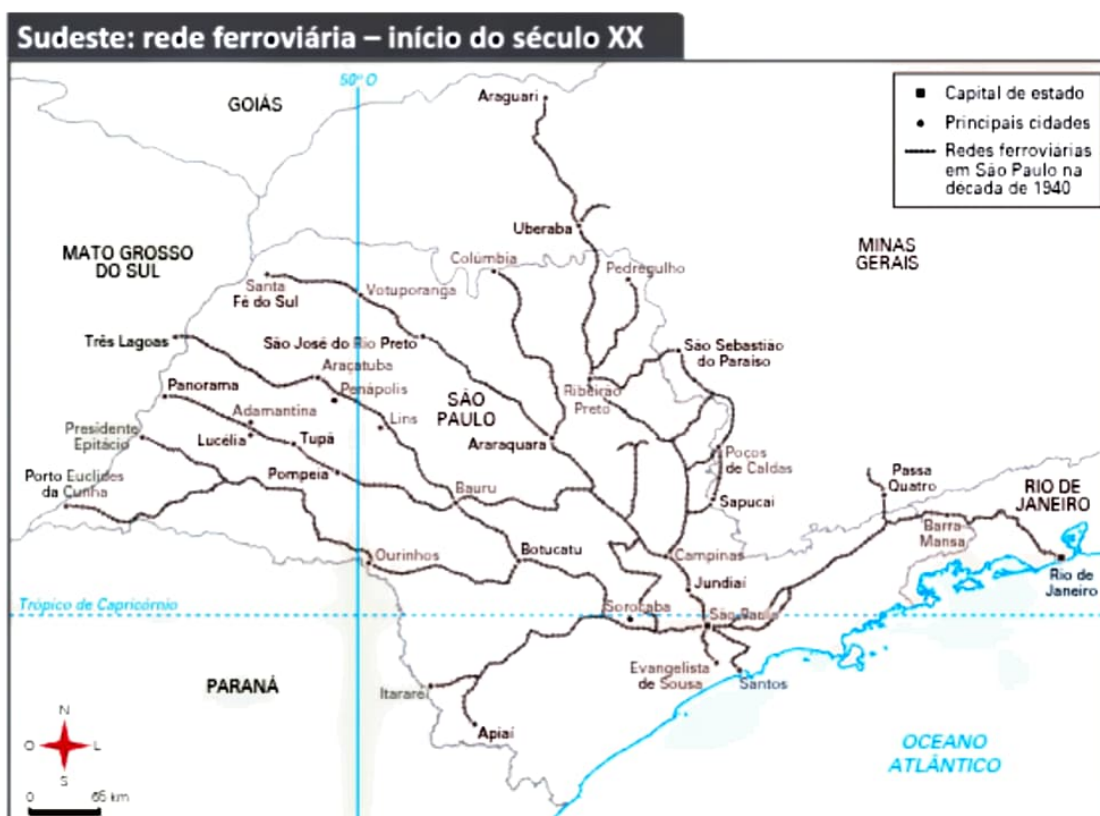 Sudeste: rede ferroviária – início do século XX
50° O
GOIÁS
Araguari
Capital de estado
Principais cidades
Redes ferroviárias
em São Paulo na
década de 1940
Uberaba
MATO GROSSO
DO SUL
MINAS
GERAIS
Colúmbia
Pedregulho
Santa
Fé do Sul
Votuporanga
Três Lagoas
São José do Rio Preto
São Sebastião
do Paraíso
Araçatuba
Panorama
Penápolis
SÃO
PAULO
Ribeirão
Preto
Adamantina
Lins
Presidente
Epitácio
Lucélia
Tupã
Araraquara
Poços
de Caldas
Porto Euclides
da Cunha
Pompeia
Bauru
Sapucaí
Passa
Quatro
RIO DE
JANEIRO
Barra
Mansa
Ourinhos
Botucatu
Campinas
Jundiaí
Rio de
Janeiro
Trópico de Capricórnio
Sorocaba
São Paulo
Evangelista
de Sousa
Santos
PARANÁ
Itararé
Apiaí
N
O
L
S
0 65 km
OCEANO
ATLÂNTICO